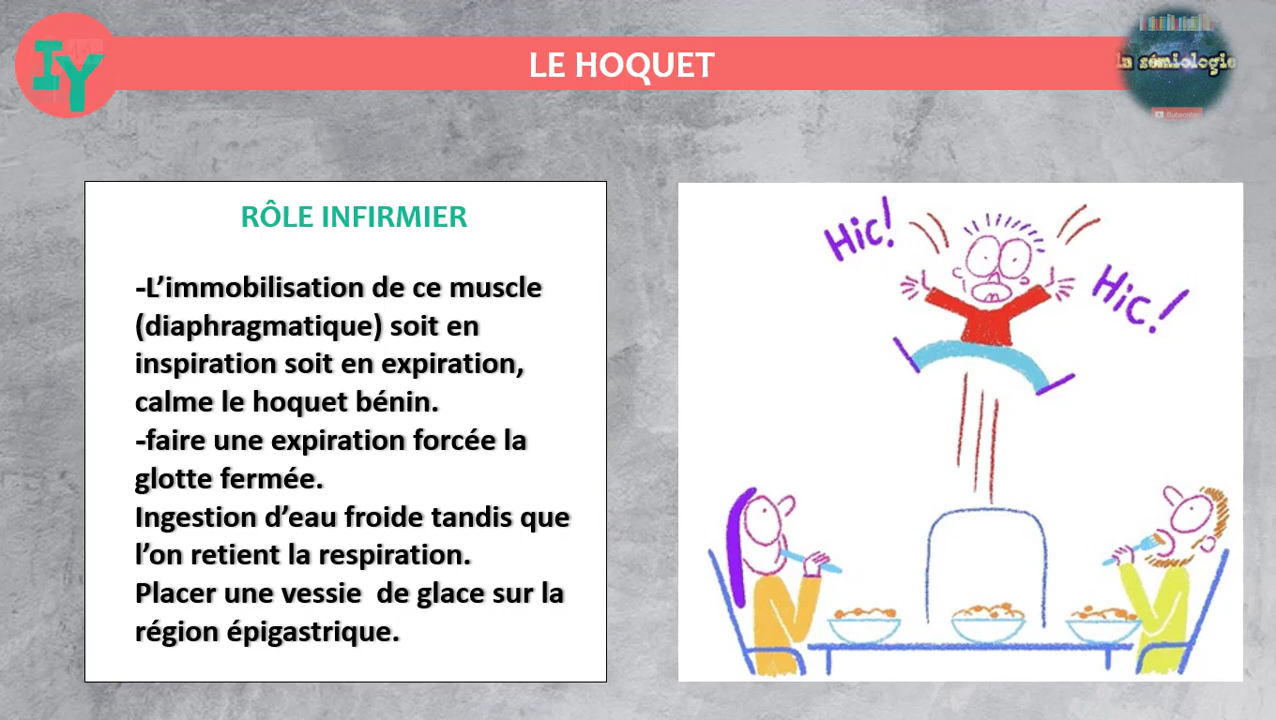 IY
LE HOQUET
la sémiologie
Subscribe
RÔLE INFIRMIER
-L’immobilisation de ce muscle
(diaphragmatique) soit en
inspiration soit en expiration,
calme le hoquet bénin.
-faire une expiration forcée la
glotte fermée.
Ingestion d’eau froide tandis que
l’on retient la respiration.
Placer une vessie  de glace sur la
région épigastrique.
Hic!
Hic!